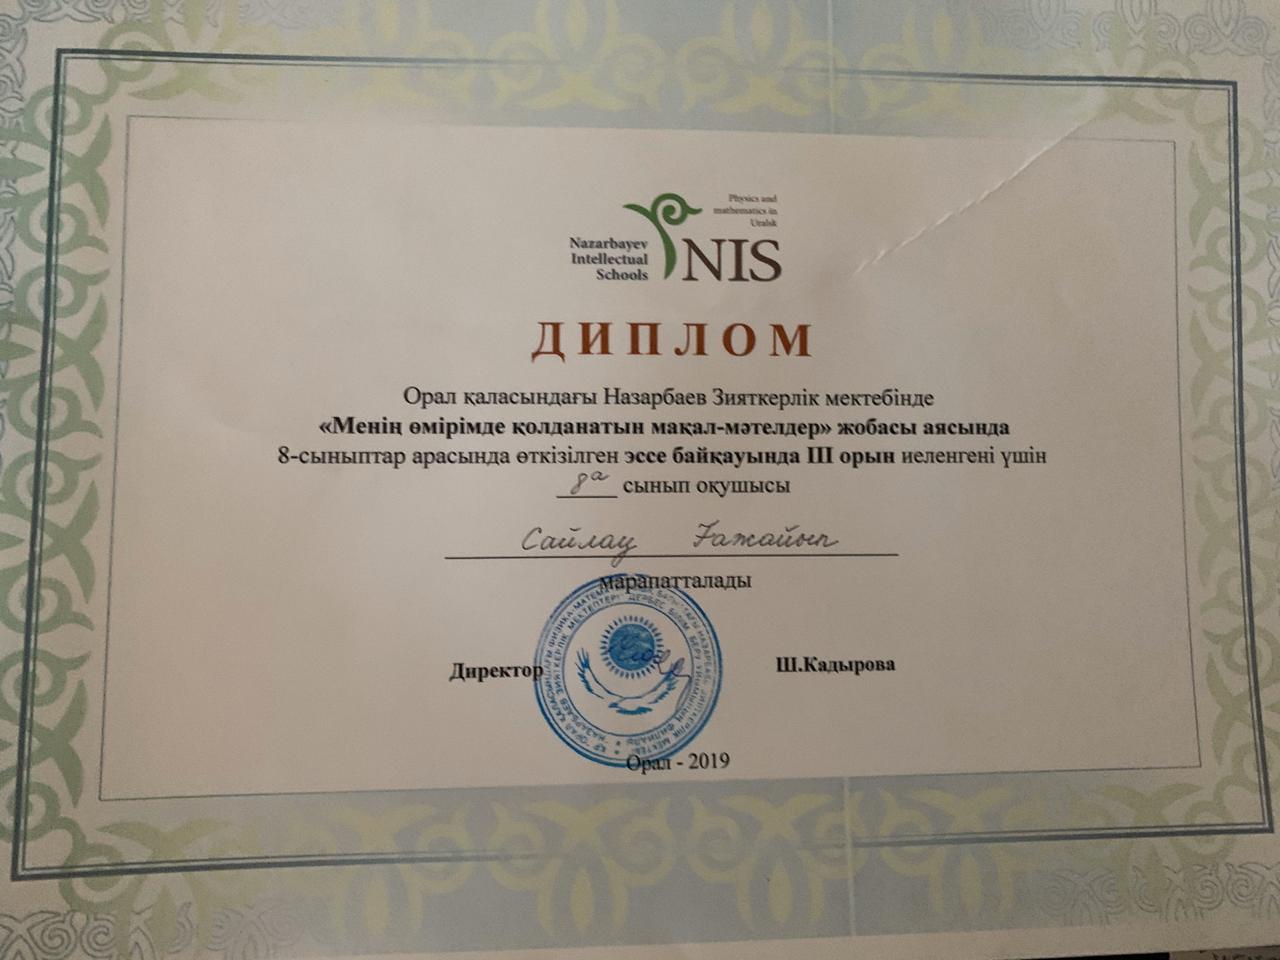 Physics and
mathematics in
Uralsk
Nazarbayev
Intellectual
Schools
NIS
ДИПЛОМ
Орал қаласындағы Назарбаев Зияткерлік мектебінде
«Менің өмірімде қолданатын мақал-мәтелдер» жобасы аясында
8-сыныптар арасында өткізілген эссе байқауында III орын иеленгені үшін
8а сынып оқушысы
Сайлау Ғажайып
марапатталады
Директор
Ш.Кадырова
Орал - 2019